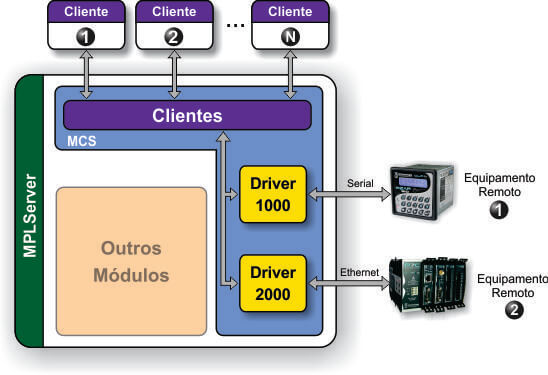 Cliente
1
Cliente
2
...
Cliente
N
Clientes
MCS
MPLServer
Driver
1000
Serial
Equipamento
Remoto
1
Outros
Módulos
Driver
2000
Ethernet
Equipamento
Remoto
2